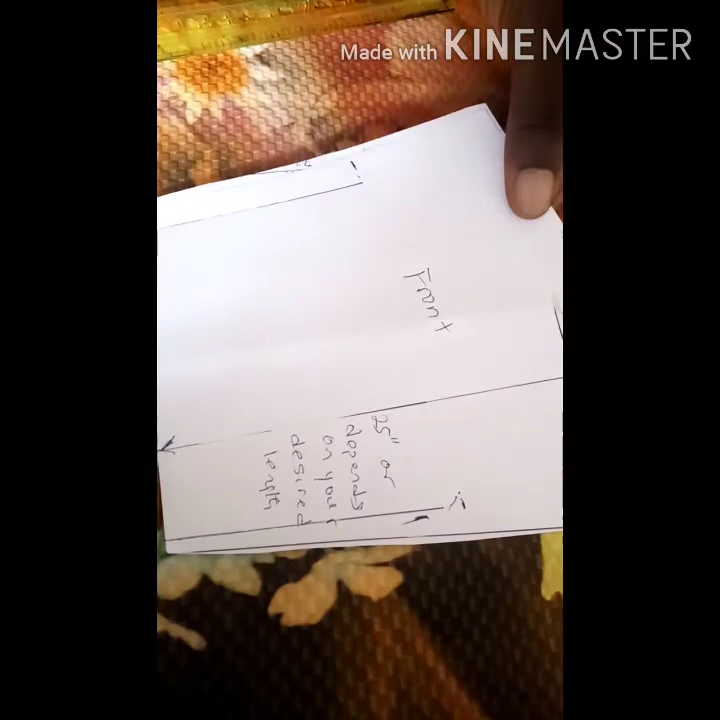 Made with KINEMASTER
Front
25" or
depends
on your
desired
length